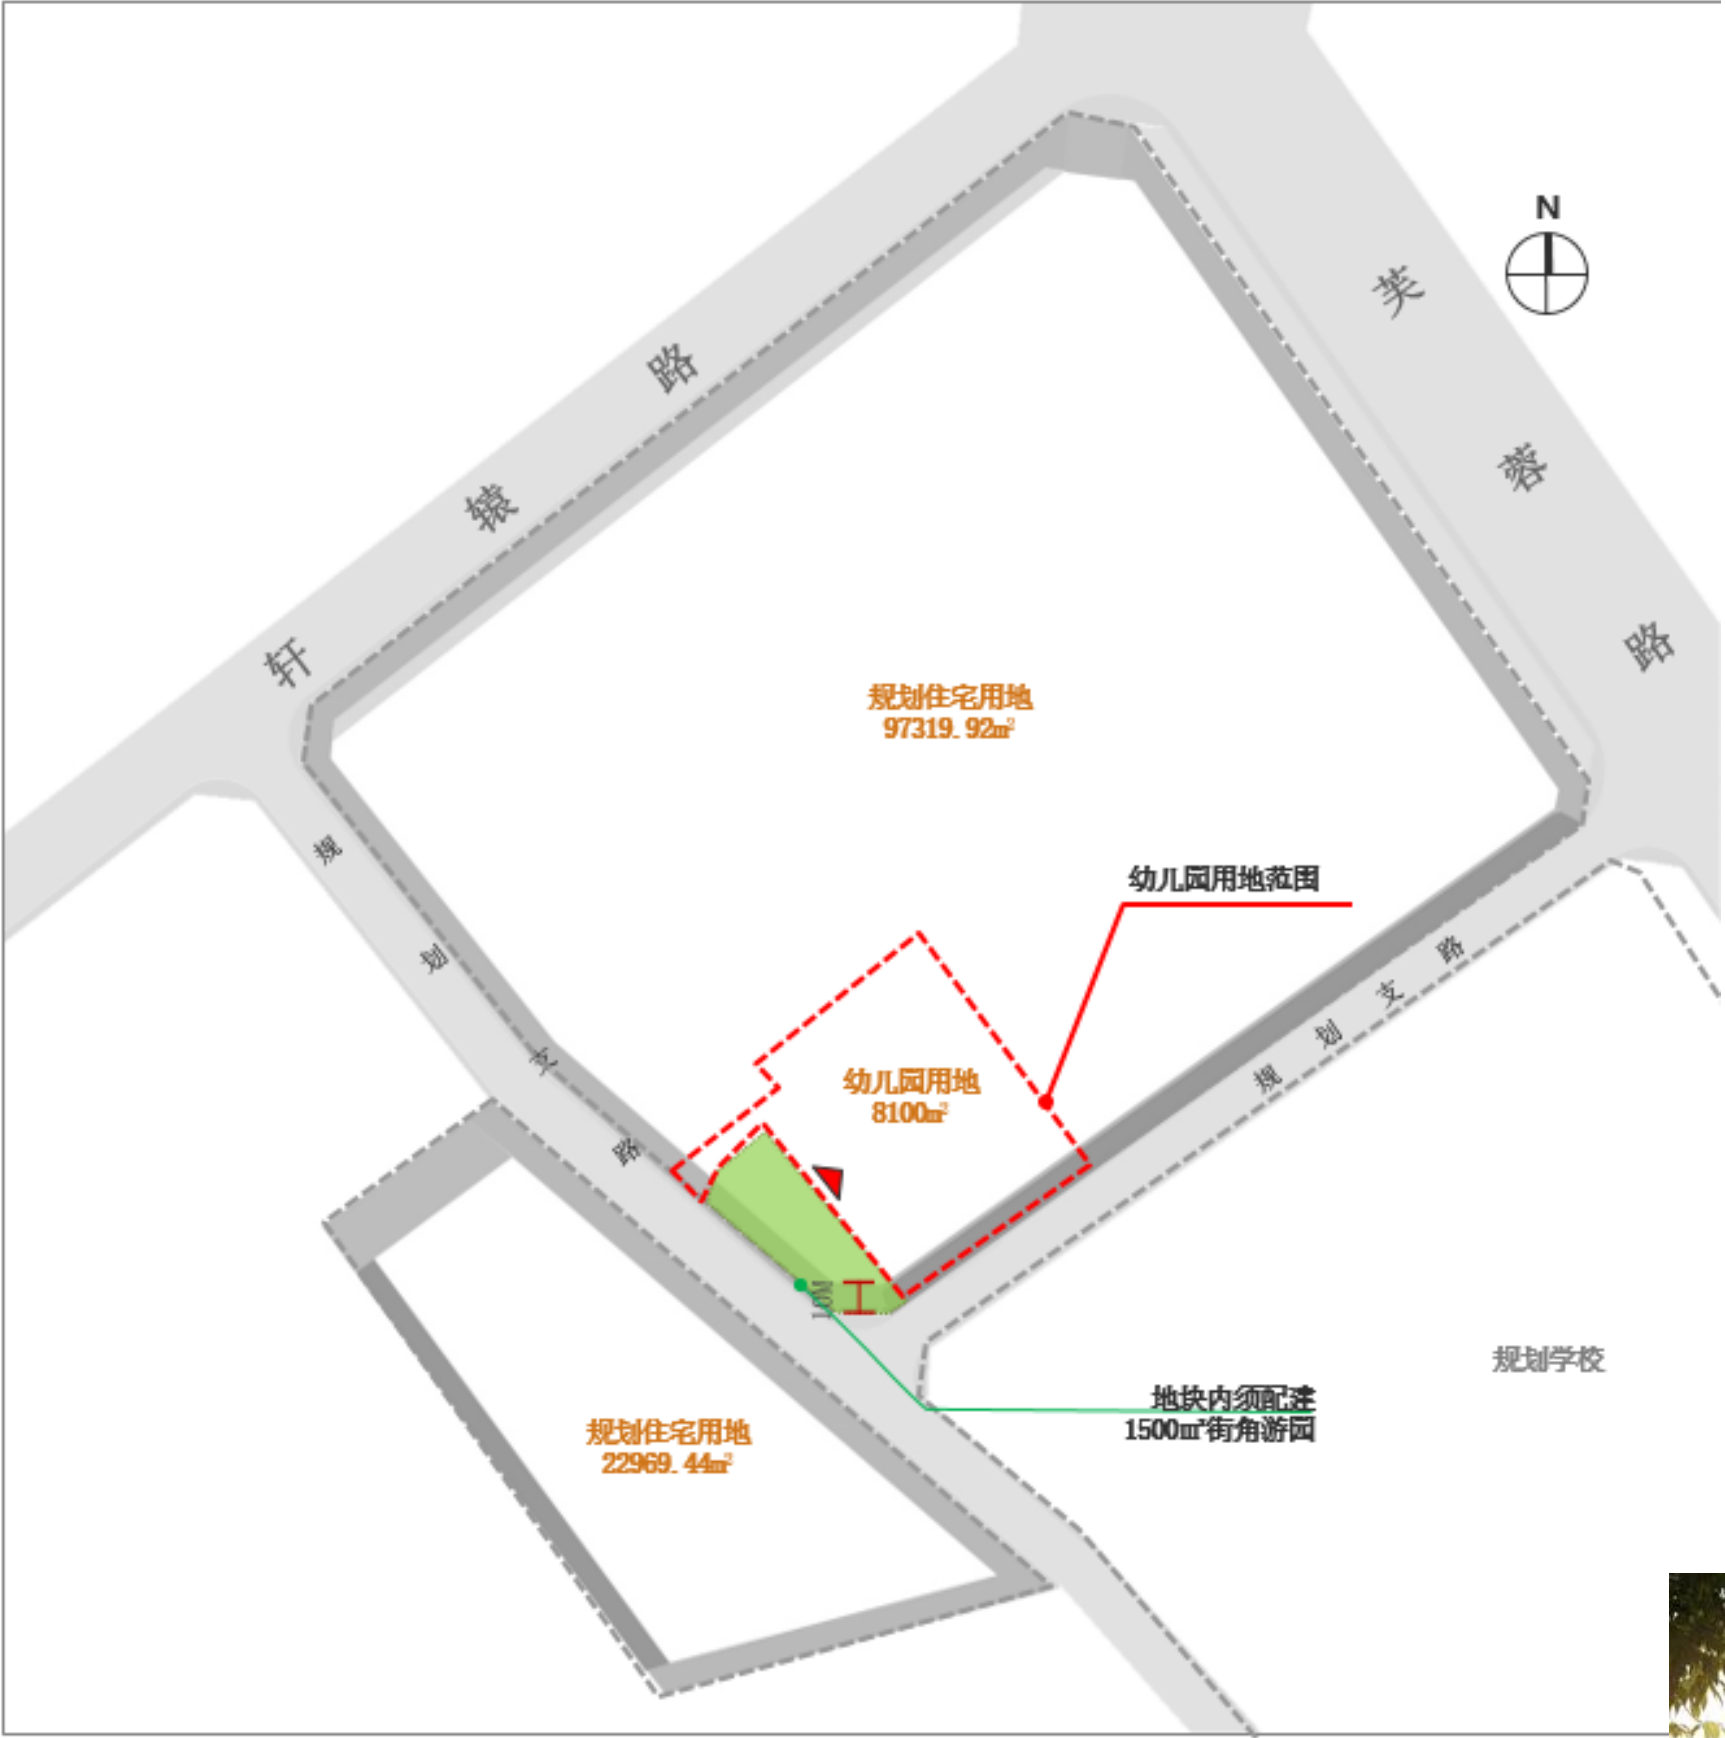 N
芙
蓉
路
轩
辕
路
规划住宅用地
97319.92㎡
幼儿园用地范围
规
划
支
路
规
划
支
路
幼儿园用地
8100㎡
10M
规划学校
地块内须配建
1500㎡街角游园
规划住宅用地
22969.44㎡